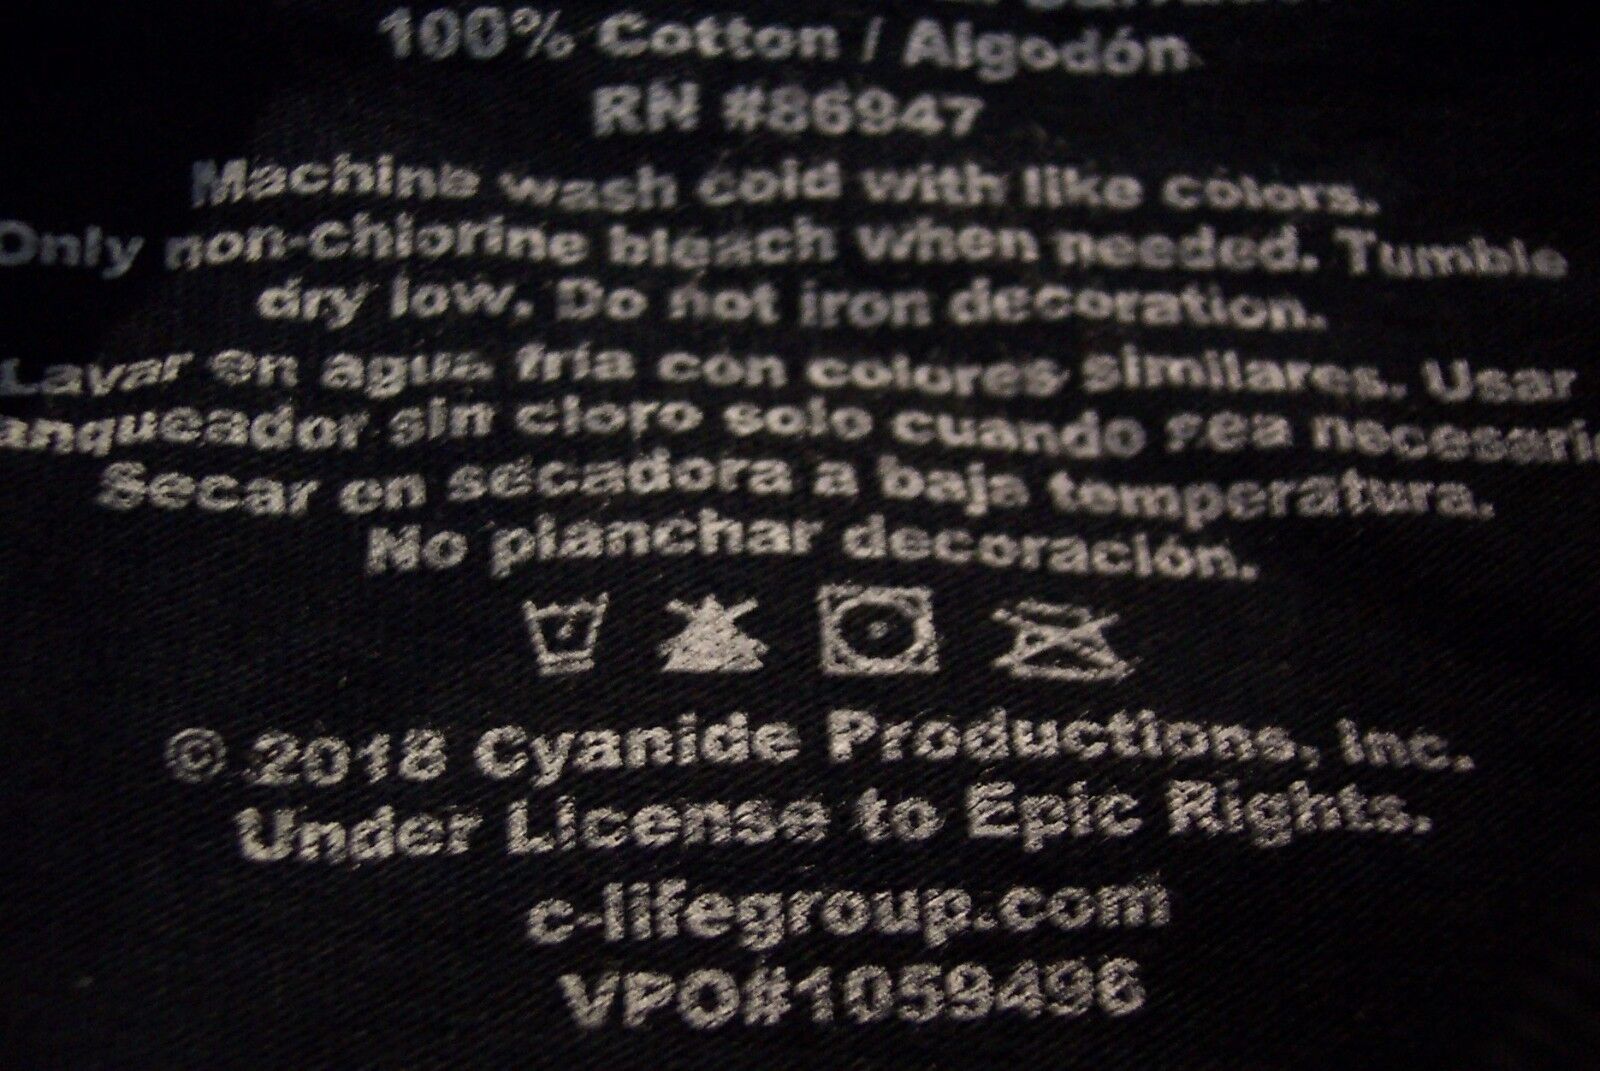 100% Cotton / Algodón
RN #86947
Machine wash cold with like colors.
Only non-chlorine bleach when needed. Tumble
dry low. Do not iron decoration.
Lavar en agua fría con colores similares. Usar
anqueador sin cloro solo cuando sea necesario
Secar en secadora a baja temperatura.
No planchar decoración.
© 2018 Cyanide Productions, Inc.
Under License to Epic Rights.
c-lifegroup.com
VPO#1059496